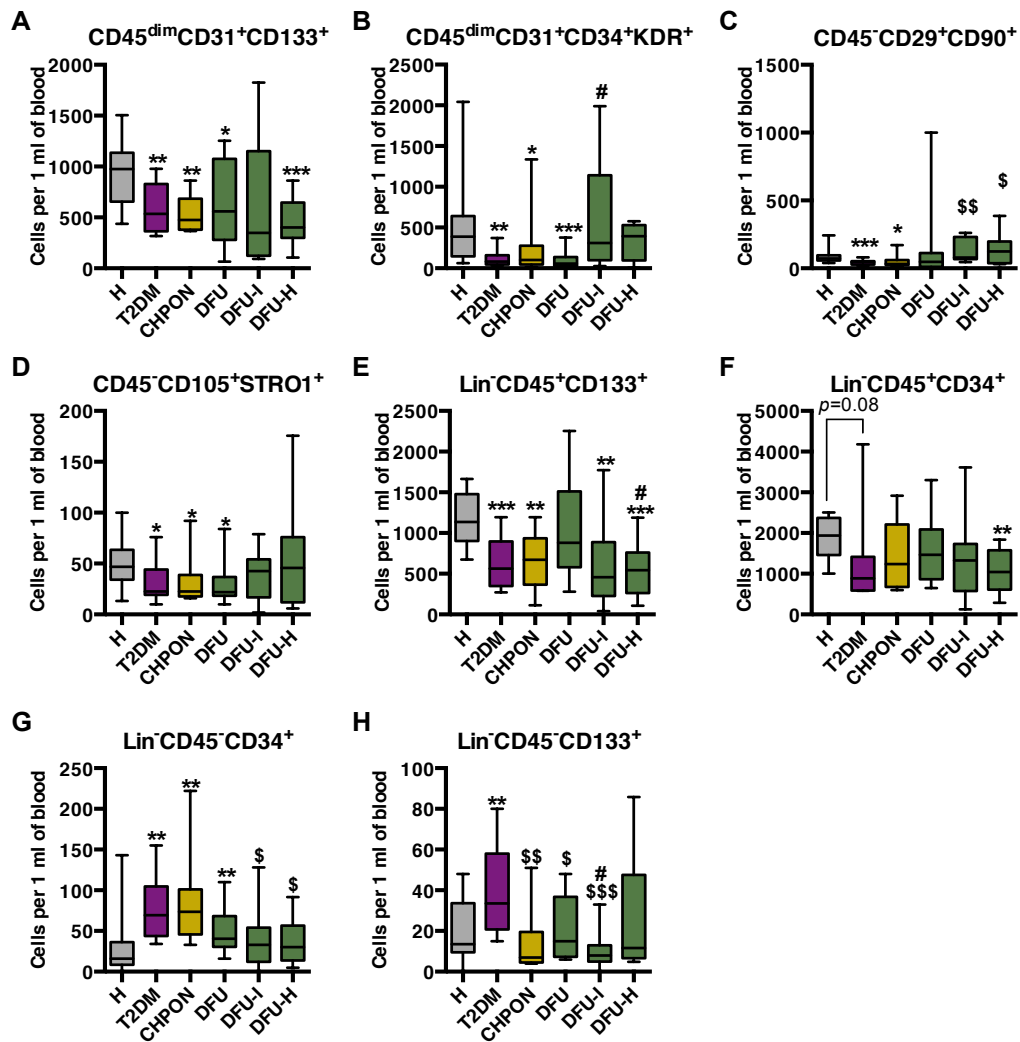 A
CD45dimCD31+CD133+
Cells per 1 ml of blood
2000
1500
1000
500
0
**
**
*
***
H
T2DM
CHPON
DFU
DFU-I
DFU-H
B
CD45dimCD31+CD34+KDR+
Cells per 1 ml of blood
2500
2000
1500
1000
500
0
**
*
***
#
H
T2DM
CHPON
DFU
DFU-I
DFU-H
C
CD45-CD29+CD90+
Cells per 1 ml of blood
1500
1000
500
0
***
*
$$
$
H
T2DM
CHPON
DFU
DFU-I
DFU-H
D
CD45-CD105+STRO1+
Cells per 1 ml of blood
200
150
100
50
0
*
*
*
H
T2DM
CHPON
DFU
DFU-I
DFU-H
E
Lin-CD45+CD133+
Cells per 1 ml of blood
2500
2000
1500
1000
500
0
***
**
**
#
***
H
T2DM
CHPON
DFU
DFU-I
DFU-H
F
Lin-CD45+CD34+
Cells per 1 ml of blood
5000
4000
3000
2000
1000
0
p=0.08
**
H
T2DM
CHPON
DFU
DFU-I
DFU-H
G
Lin-CD45-CD34+
Cells per 1 ml of blood
250
200
150
100
50
0
**
**
**
$
$
H
T2DM
CHPON
DFU
DFU-I
DFU-H
H
Lin-CD45-CD133+
Cells per 1 ml of blood
100
80
60
40
20
0
**
$$
$
#
$$$
H
T2DM
CHPON
DFU
DFU-I
DFU-H